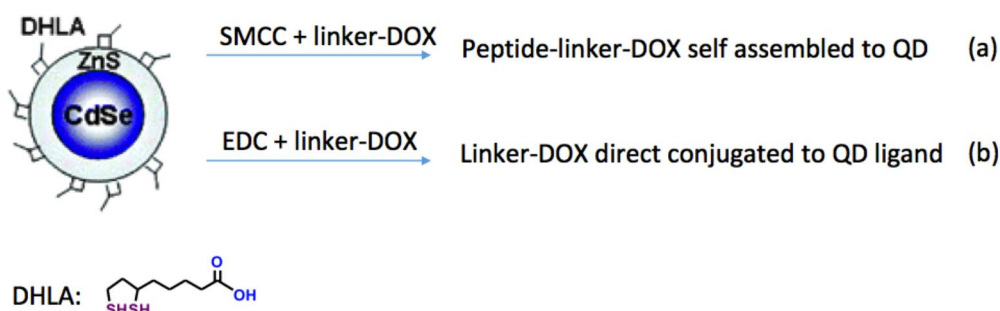 DHLA
ZnS
CdSe
SMCC + linker-DOX
Peptide-linker-DOX self assembled to QD (a)
EDC + linker-DOX
Linker-DOX direct conjugated to QD ligand (b)
DHLA:
O
OH
SHSH